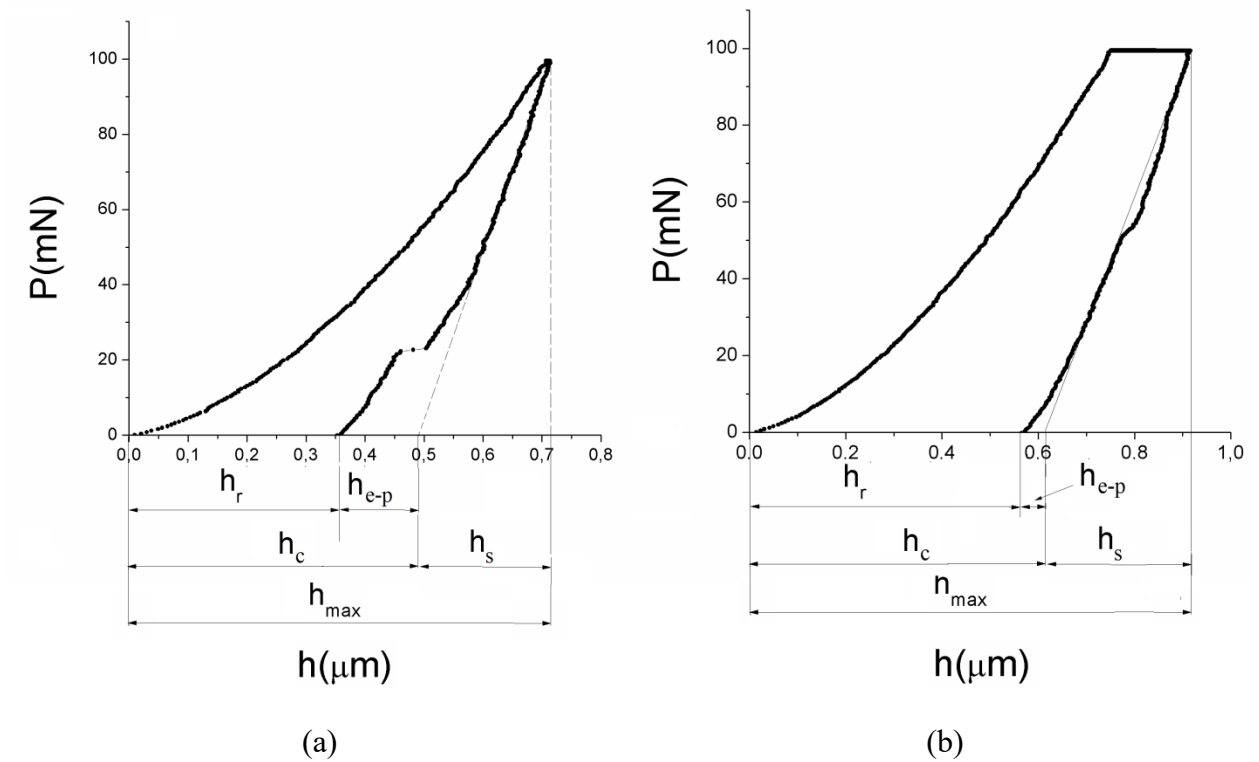 P(mN)
100
80
60
40
20
0
0,0 0,1 0,2 0,3 0,4 0,5 0,6 0,7 0,8
h_r
h_e-p
h_c
h_s
h_max
h(μm)
(a)
P(mN)
100
80
60
40
20
0
0.0 0.2 0.4 0.6 0.8 1,0
h_r
h_e-p
h_c
h_s
h_max
h(μm)
(b)